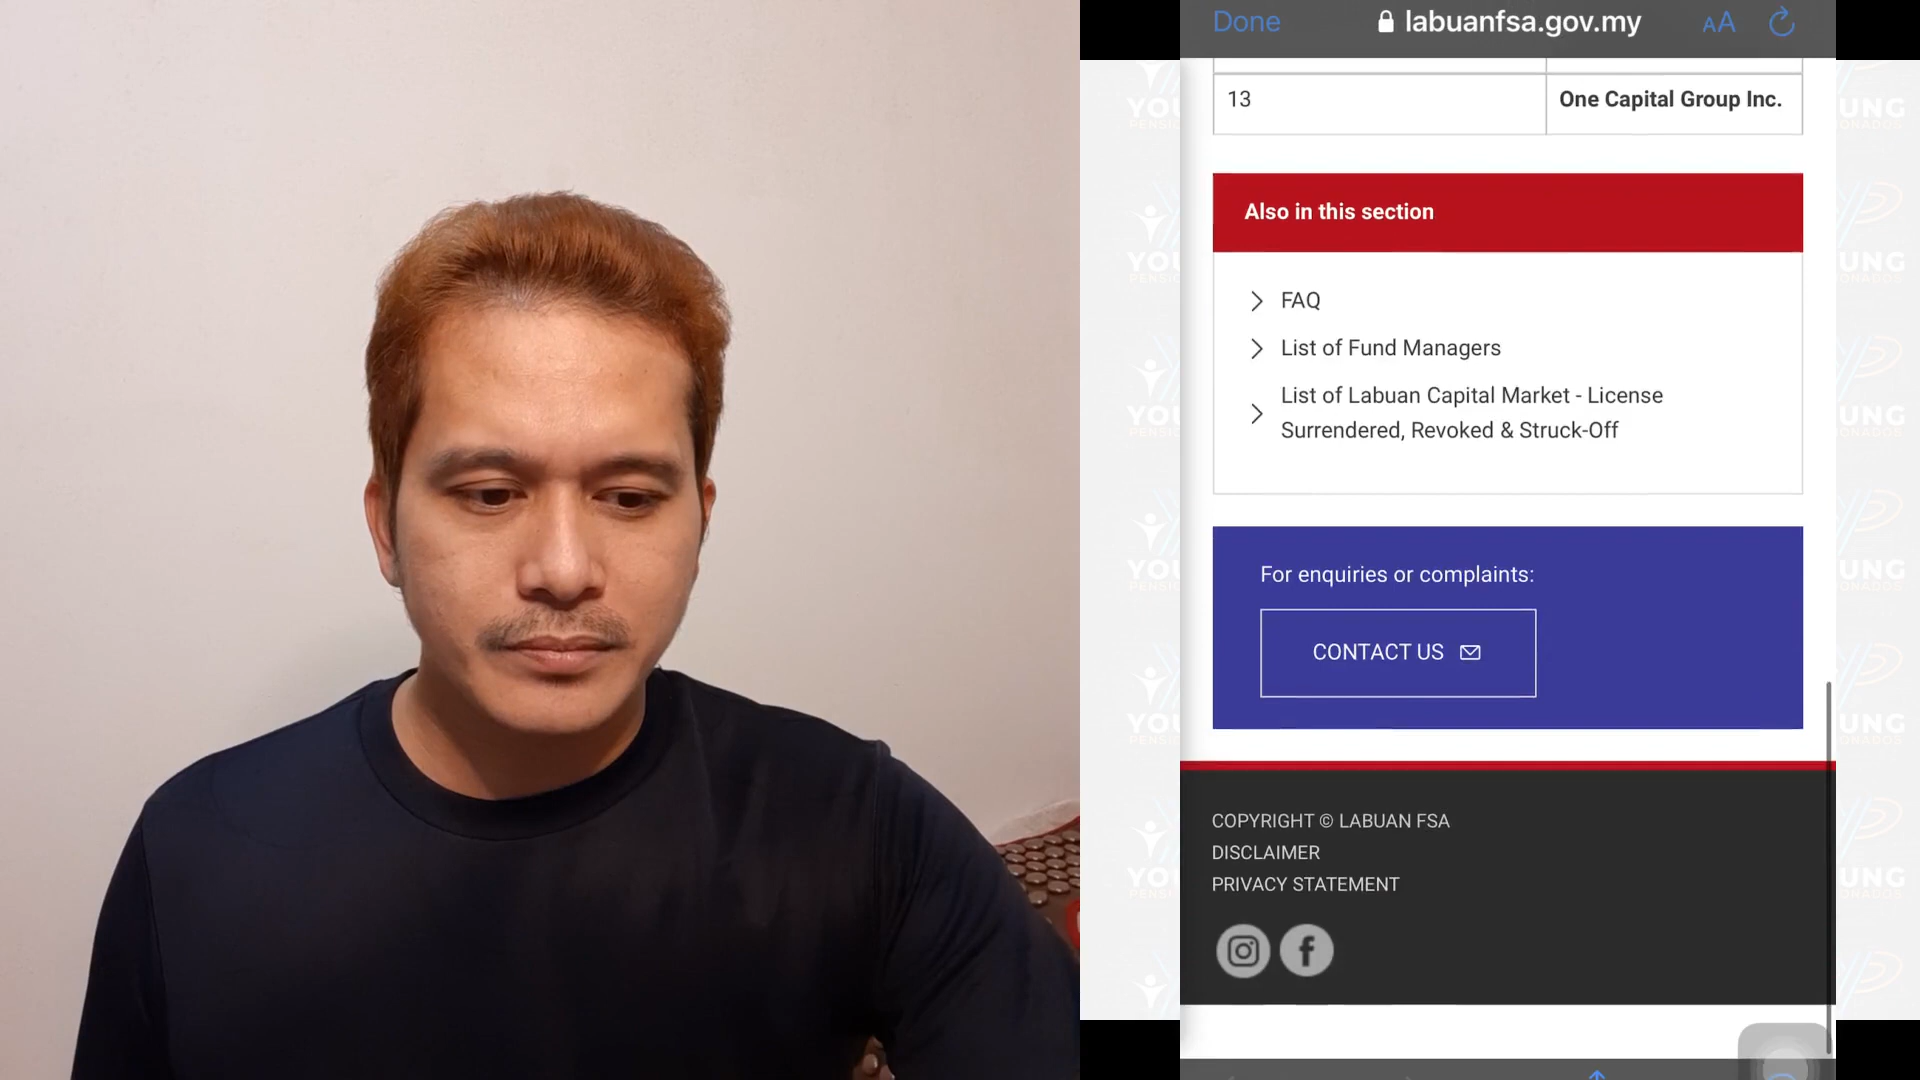 Done
labuanfsa.gov.my
AA
13
One Capital Group Inc.
Also in this section
FAQ
List of Fund Managers
List of Labuan Capital Market - License
Surrendered, Revoked & Struck-Off
For enquiries or complaints:
CONTACT US
COPYRIGHT © LABUAN FSA
DISCLAIMER
PRIVACY STATEMENT